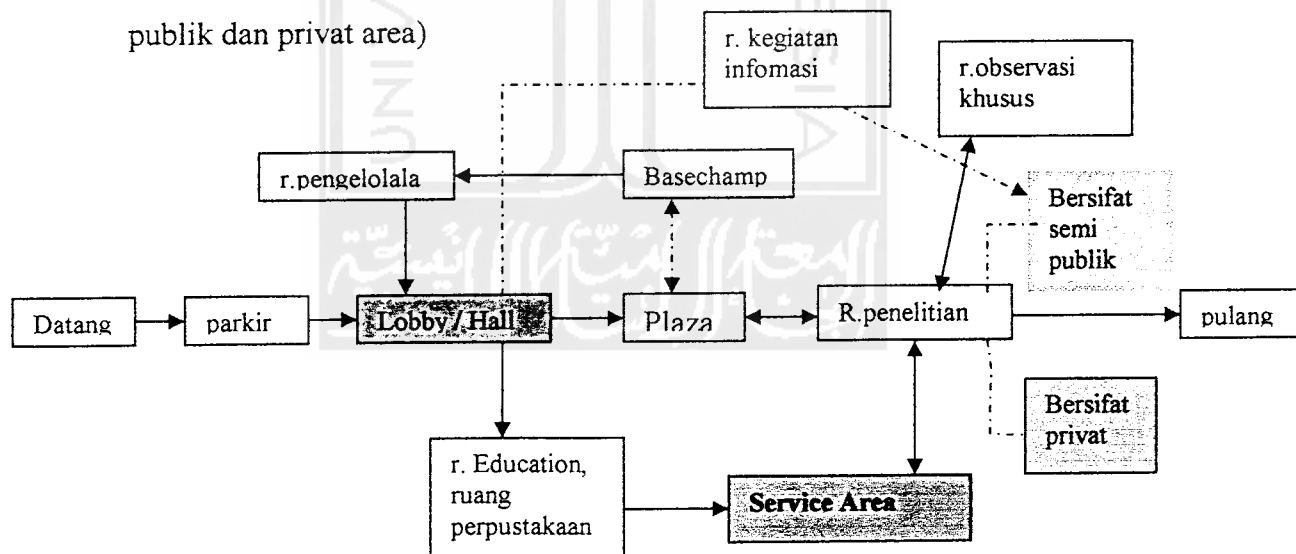 publik dan privat area)
r. kegiatan
infomasi
r.observasi
khusus
r.pengelolala
Basechamp
Bersifat
semi
publik
Datang
parkir
Lobby / Hall
Plaza
R.penelitian
pulang
Bersifat
privat
r. Education,
ruang
perpustakaan
Service Area